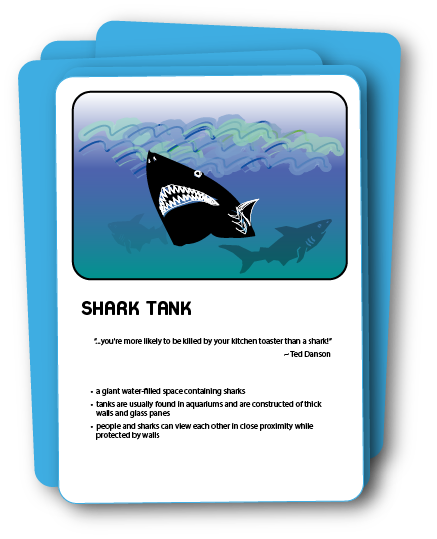 SHARK TANK
"...you're more likely to be killed by your kitchen toaster than a shark!"
~ Ted Danson
• a giant water-filled space containing sharks
• tanks are usually found in aquariums and are constructed of thick
walls and glass panes
• people and sharks can view each other in close proximity while
protected by walls